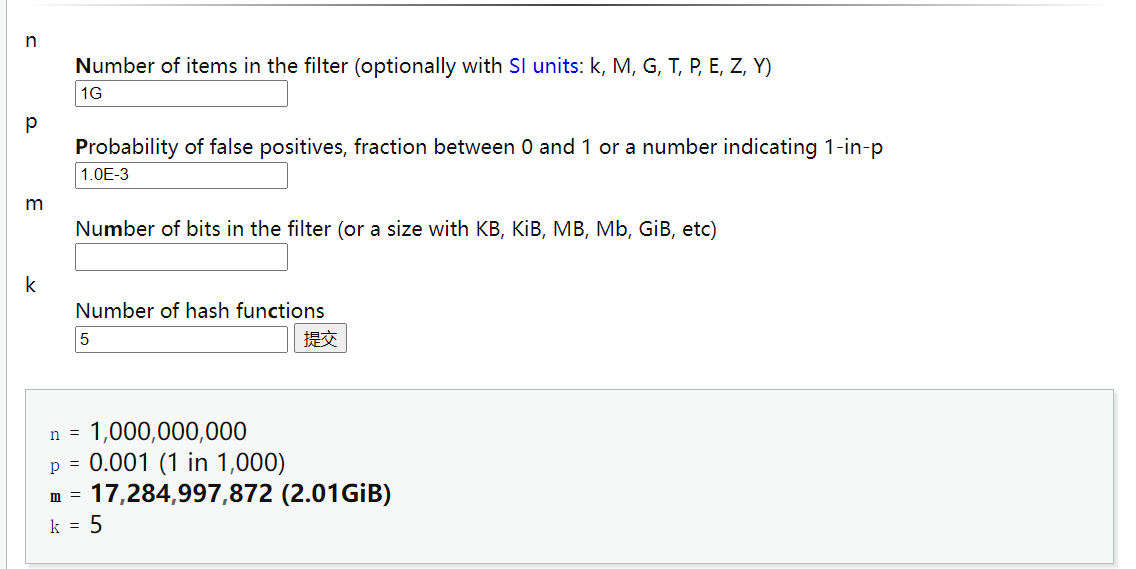 n
Number of items in the filter (optionally with SI units: k, M, G, T, P, E, Z, Y)
1G
p
Probability of false positives, fraction between 0 and 1 or a number indicating 1-in-p
1.0E-3
m
Number of bits in the filter (or a size with KB, KiB, MB, Mb, GiB, etc)
k
Number of hash functions
5 提交
n = 1,000,000,000
p = 0.001 (1 in 1,000)
m = 17,284,997,872 (2.01GiB)
k = 5